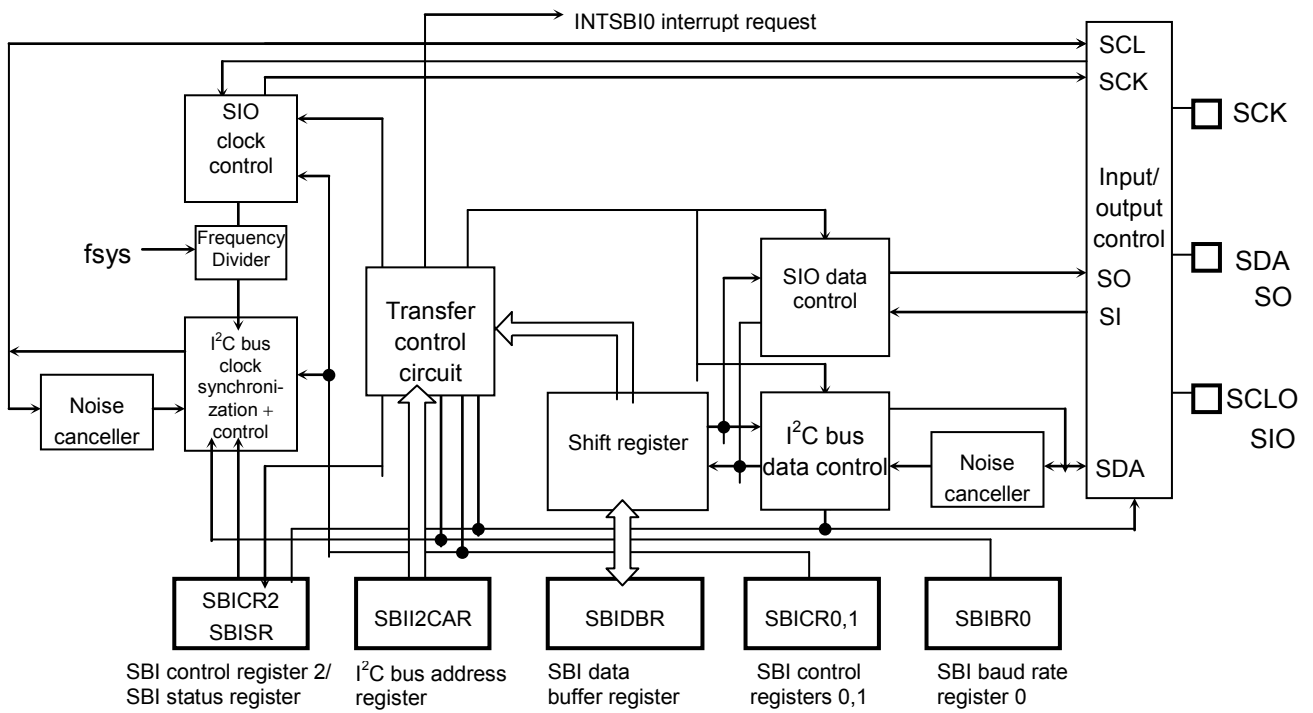 INTSBI0 interrupt request
SCL
SCK
SIO
clock
control
SCK
Input/
output
control
fsys
Frequency
Divider
SIO data
control
SO
SI
SDA
SO
Transfer
control
circuit
I²C bus
clock
synchroni-
zation +
control
Noise
canceller
Shift register
I²C bus
data control
Noise
canceller
SDA
SCLO
SIO
SBICR2
SBISR
SBII2CAR
SBIDBR
SBICR0,1
SBIBR0
SBI control register 2/
SBI status register
I²C bus address
register
SBI data
buffer register
SBI control
registers 0,1
SBI baud rate
register 0